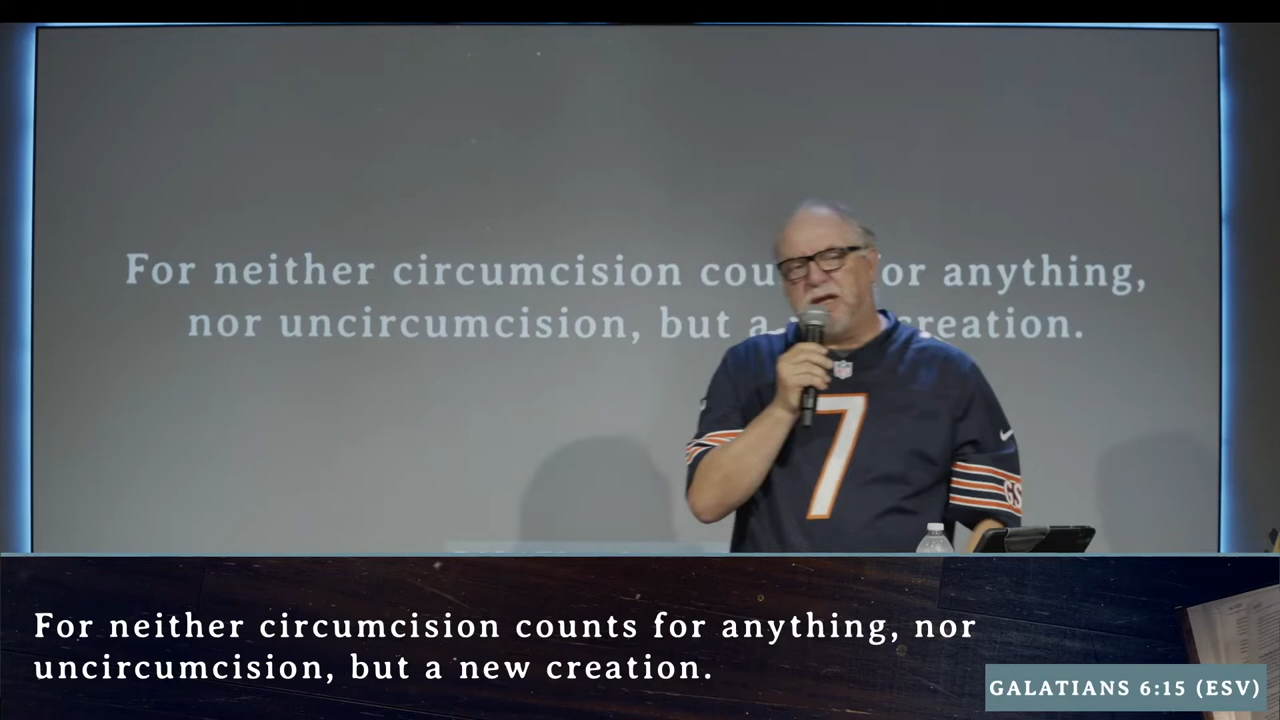 For neither circumcision cou or anything,
nor uncircumcision, but a creation.
7
GS
For neither circumcision counts for anything, nor
uncircumcision, but a new creation.
GALATIANS 6:15 (ESV)